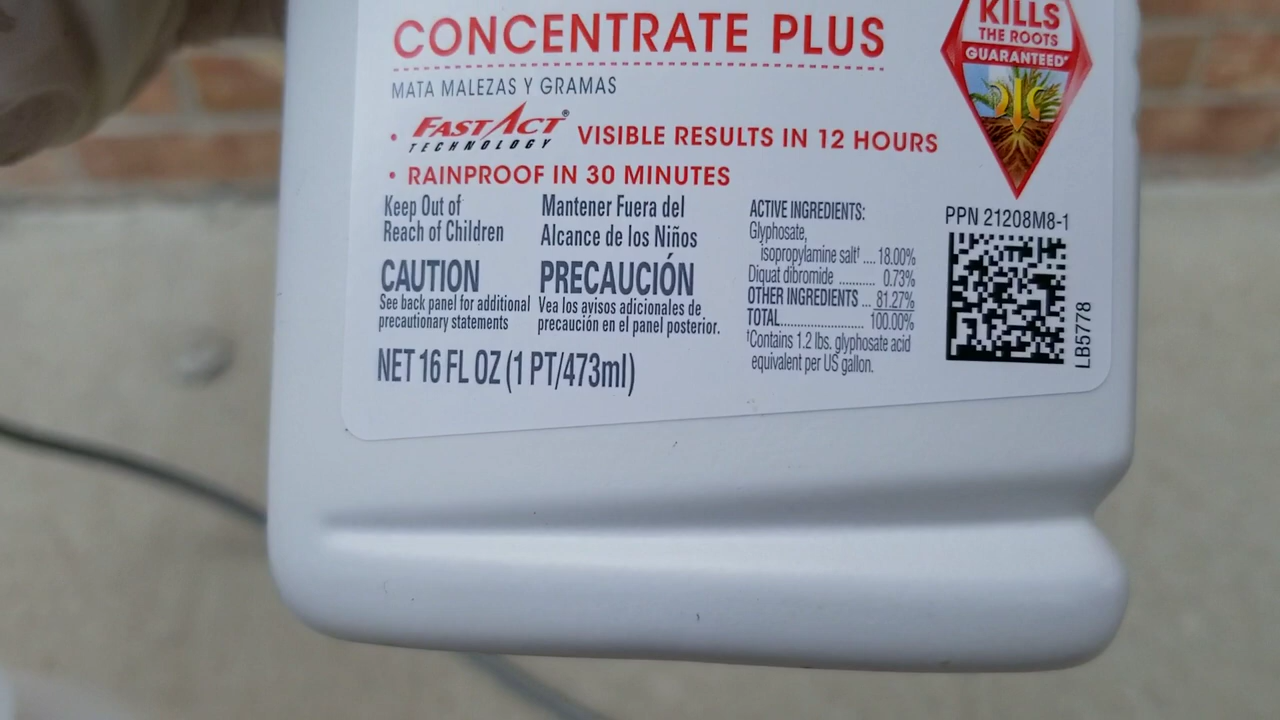 CONCENTRATE PLUS
MATA MALEZAS Y GRAMAS
• FAST ACT® TECHNOLOGY VISIBLE RESULTS IN 12 HOURS
• RAINPROOF IN 30 MINUTES
KILLS
THE ROOTS
GUARANTEED*
Keep Out of
Reach of Children
CAUTION
See back panel for additional
precautionary statements
Mantener Fuera del
Alcance de los Niños
PRECAUCIÓN
Vea los avisos adicionales de
precaución en el panel posterior.
NET 16 FL OZ (1 PT/473ml)
ACTIVE INGREDIENTS:
Glyphosate,
isopropylamine salt† .... 18.00%
Diquat dibromide .......... 0.73%
OTHER INGREDIENTS ... 81.27%
TOTAL....................... 100.00%
†Contains 1.2 lbs. glyphosate acid
equivalent per US gallon.
PPN 21208M8-1
LB5778